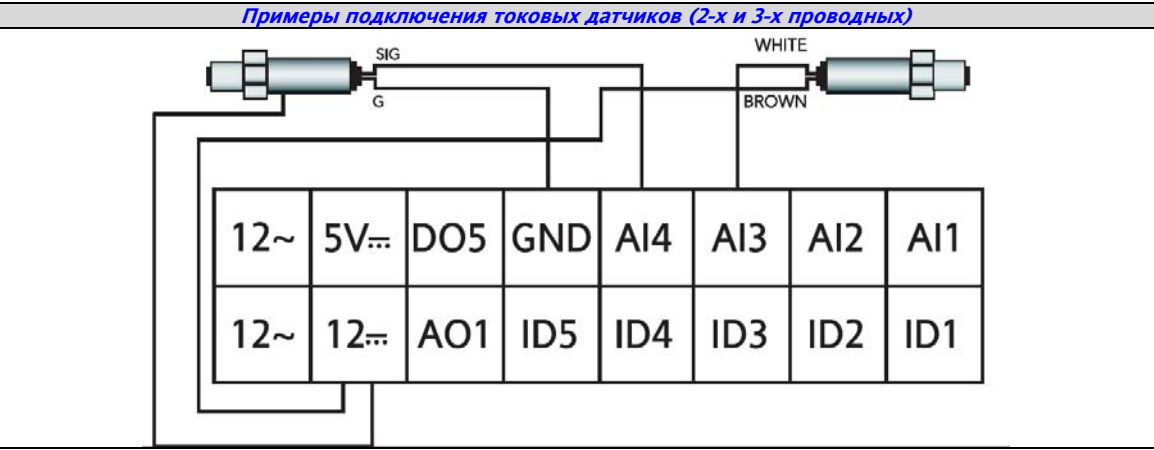 Примеры подключения токовых датчиков (2-х и 3-х проводных)
SIG
WHITE
G
BROWN
12~ 5V⎓ DO5 GND AI4 AI3 AI2 AI1
12~ 12⎓ AO1 ID5 ID4 ID3 ID2 ID1